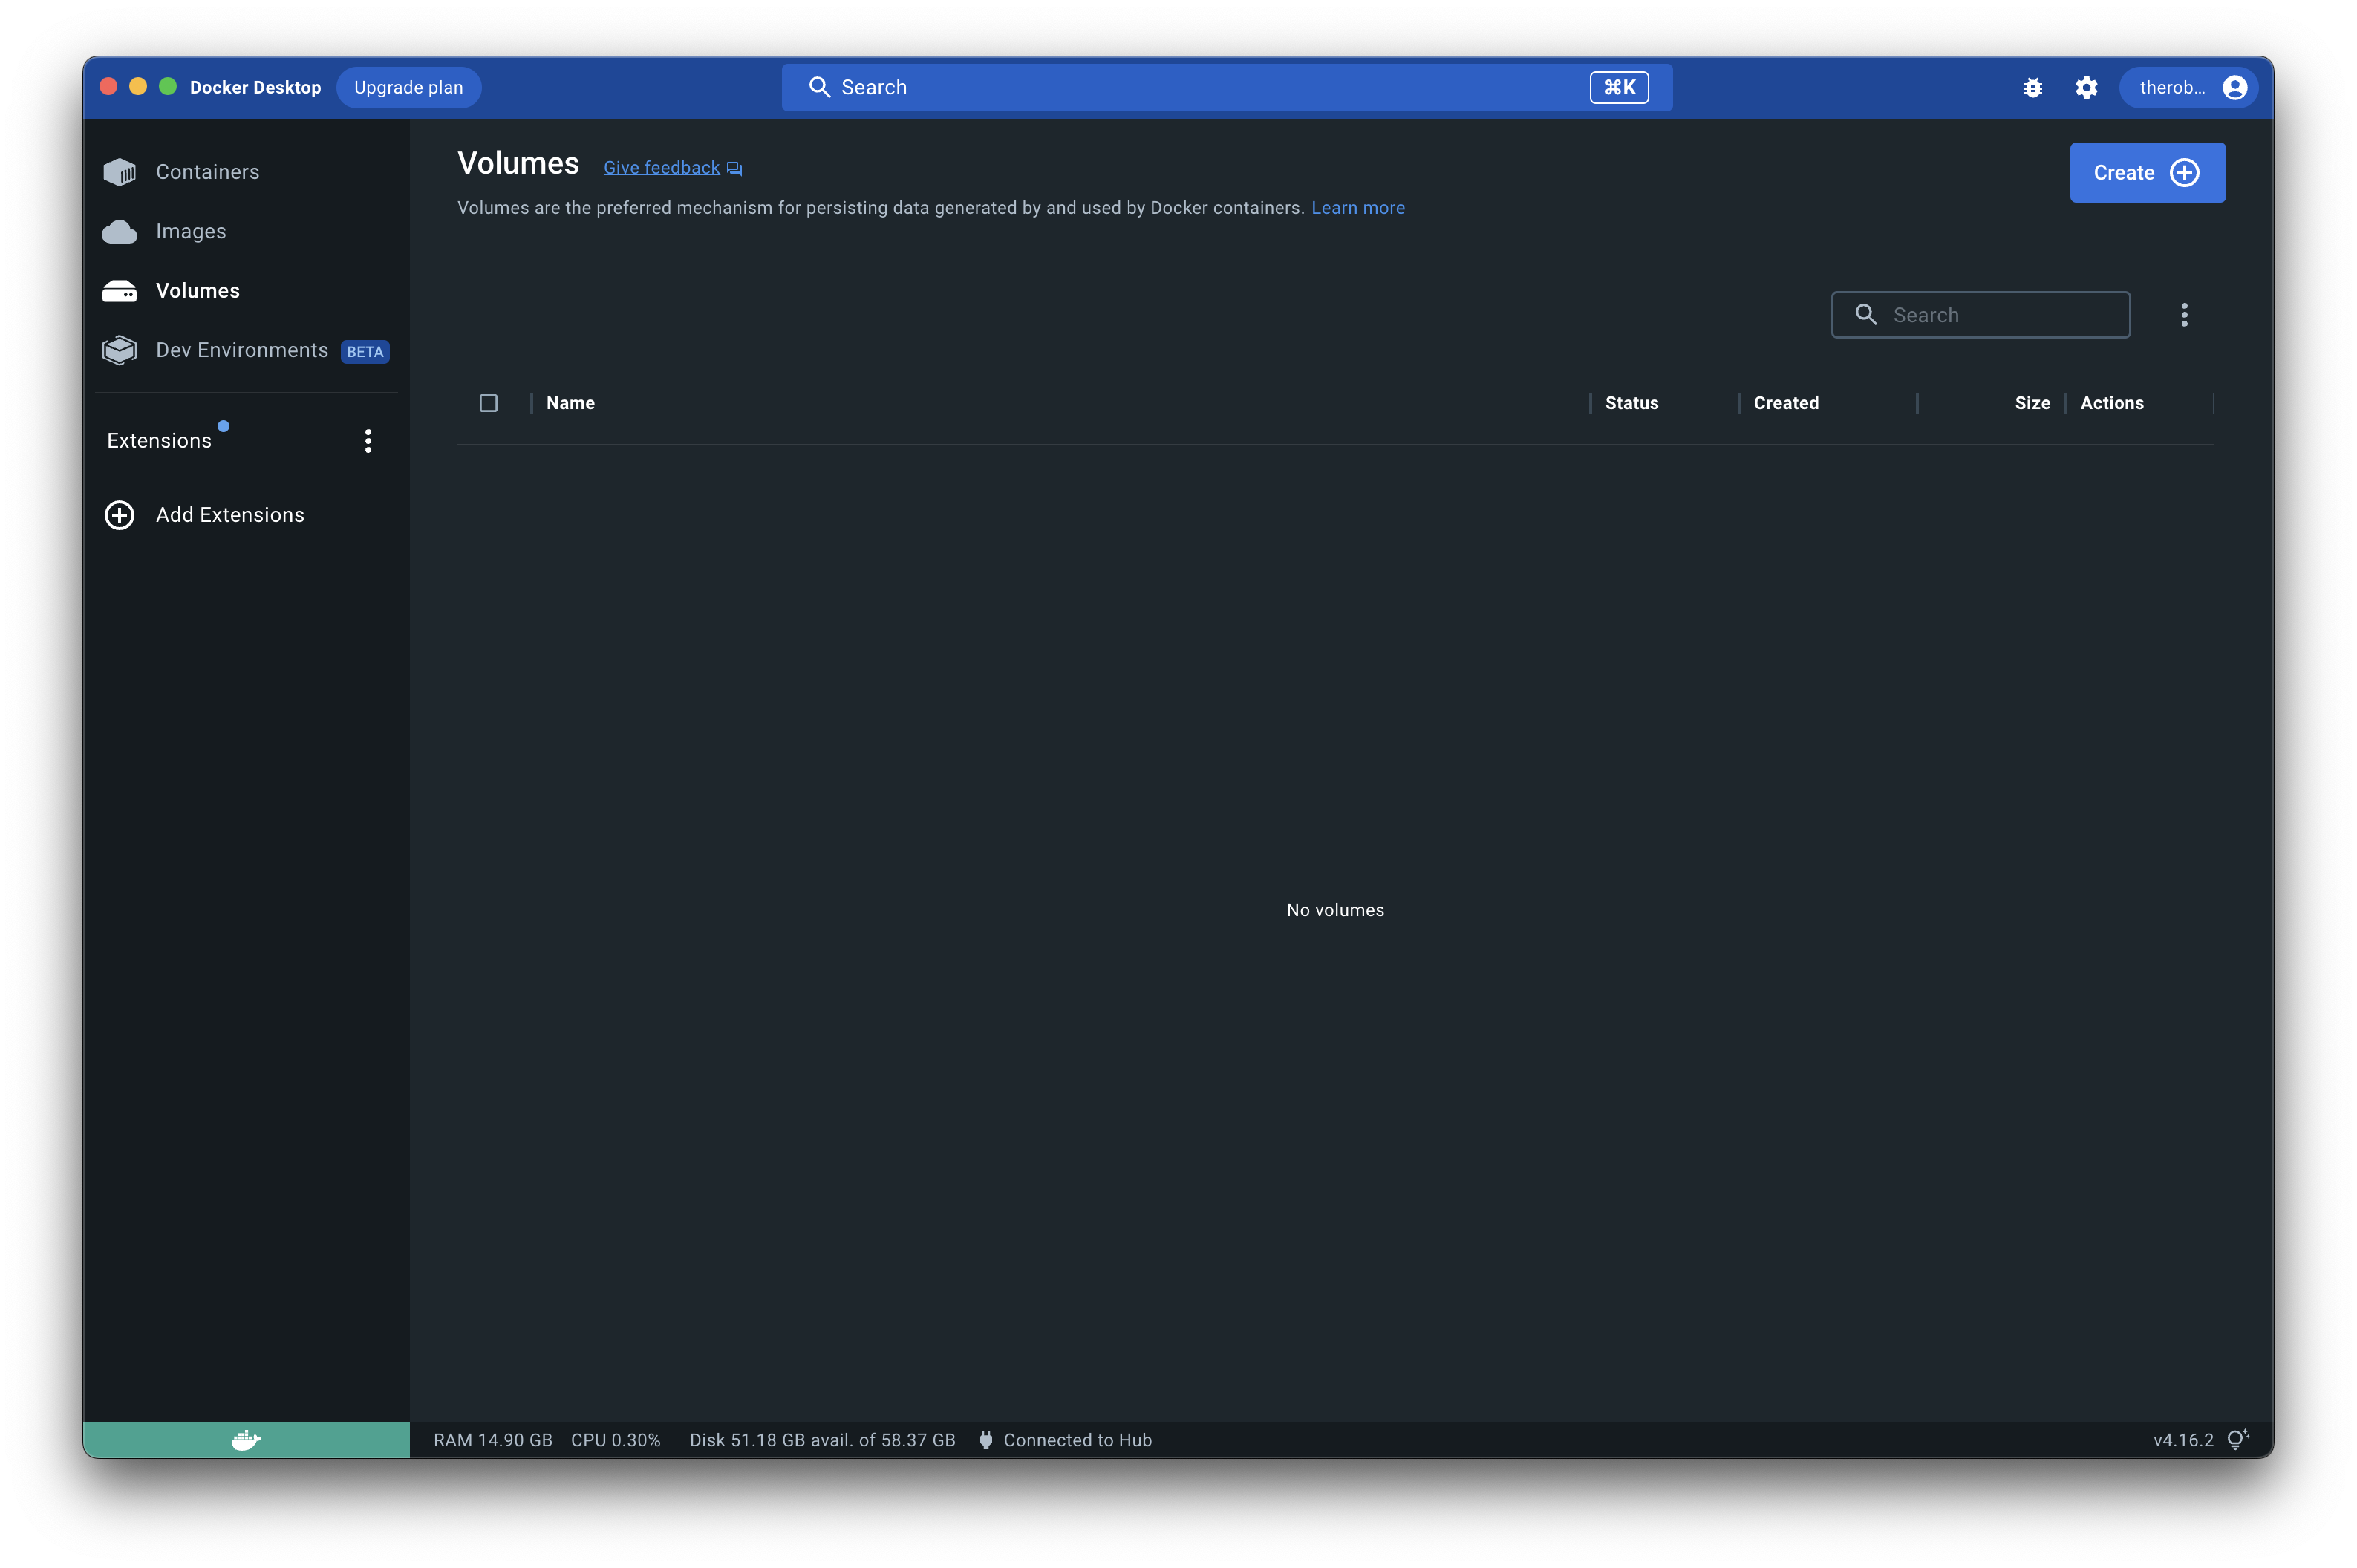 Docker Desktop Upgrade plan Search ⌘K therob...
Containers
Images
Volumes
Dev Environments BETA
Extensions
Add Extensions
Volumes Give feedback
Volumes are the preferred mechanism for persisting data generated by and used by Docker containers. Learn more
Create
Search
Name Status Created Size Actions
No volumes
RAM 14.90 GB CPU 0.30% Disk 51.18 GB avail. of 58.37 GB Connected to Hub v4.16.2